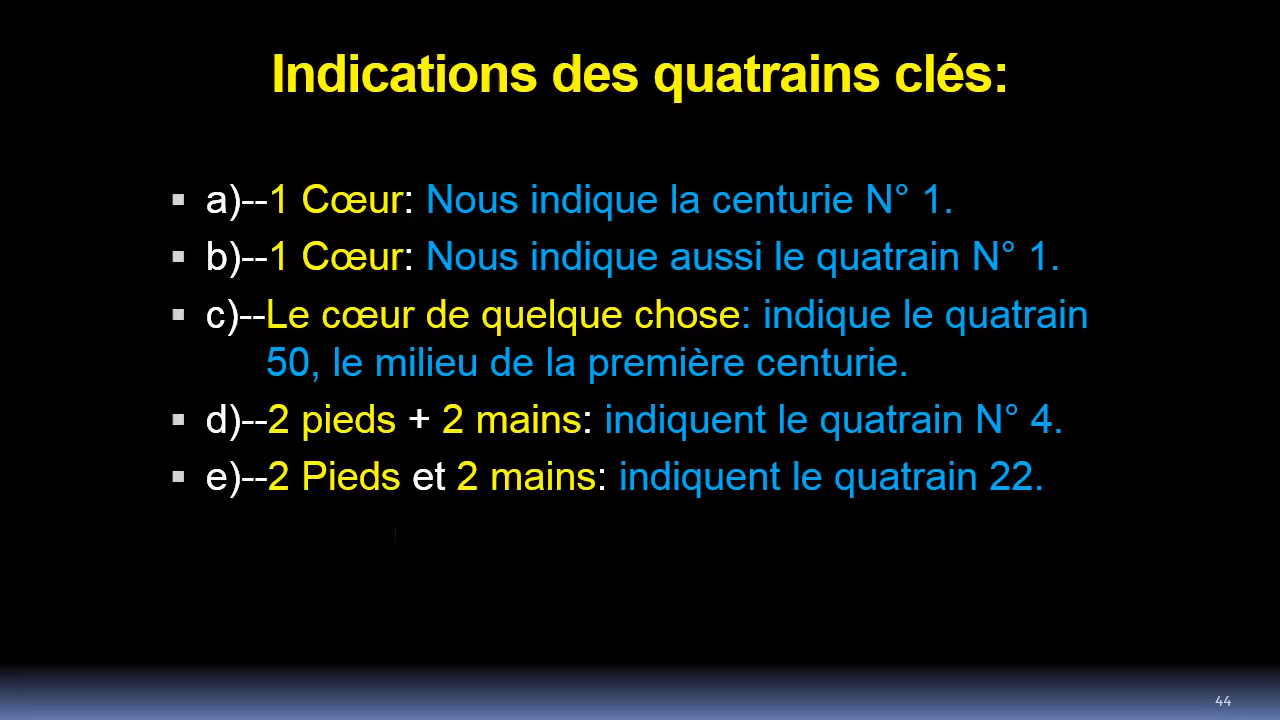 Indications des quatrains clés:
a)--1 Cœur: Nous indique la centurie N° 1.
b)--1 Cœur: Nous indique aussi le quatrain N° 1.
c)--Le cœur de quelque chose: indique le quatrain
50, le milieu de la première centurie.
d)--2 pieds + 2 mains: indiquent le quatrain N° 4.
e)--2 Pieds et 2 mains: indiquent le quatrain 22.
44